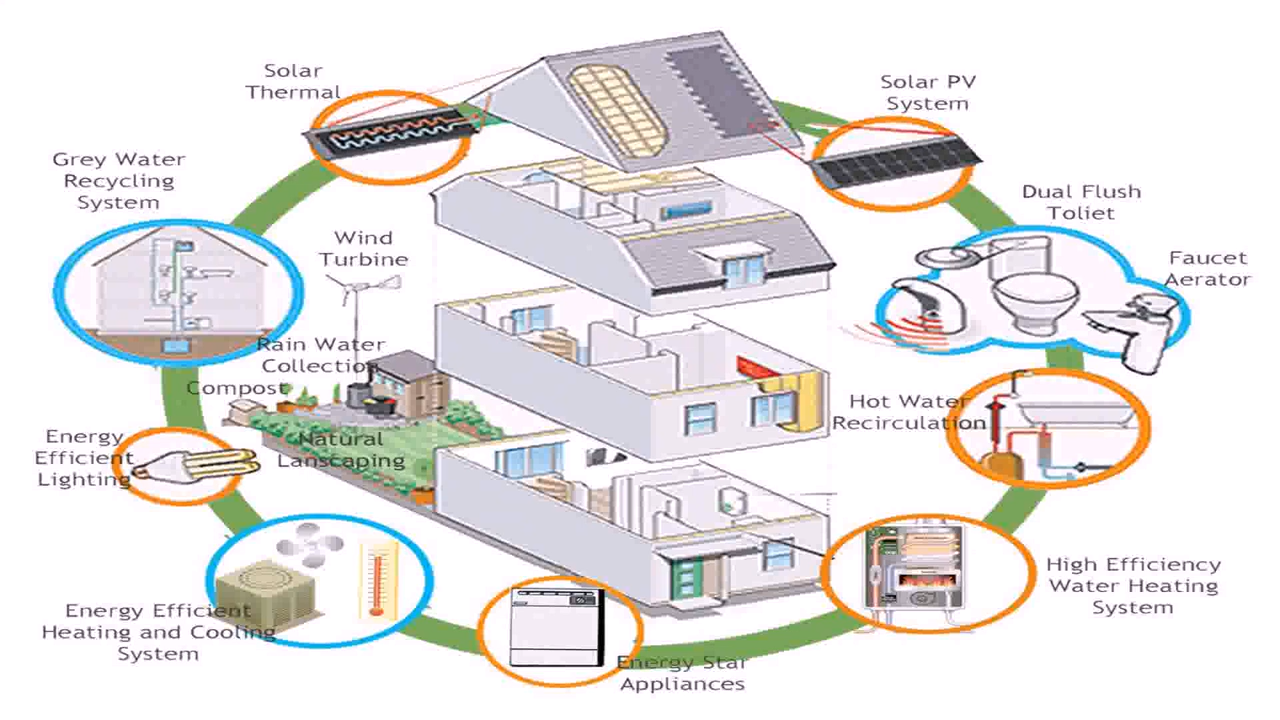 Solar
Thermal
Solar PV
System
Grey Water
Recycling
System
Dual Flush
Toliet
Wind
Turbine
Faucet
Aerator
Rain Water
Collection
Compost
Hot Water
Recirculation
Energy
Efficient
Lighting
Natural
Lanscaping
High Efficiency
Water Heating
System
Energy Efficient
Heating and Cooling
System
Energy Star
Appliances